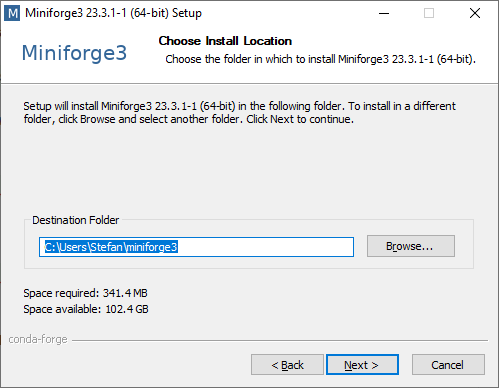 M Miniforge3 23.3.1-1 (64-bit) Setup
Miniforge3
Choose Install Location
Choose the folder in which to install Miniforge3 23.3.1-1 (64-bit).
Setup will install Miniforge3 23.3.1-1 (64-bit) in the following folder. To install in a different
folder, click Browse and select another folder. Click Next to continue.
Destination Folder
C:\Users\Stefan\miniforge3
Browse...
Space required: 341.4 MB
Space available: 102.4 GB
conda-forge
< Back
Next >
Cancel